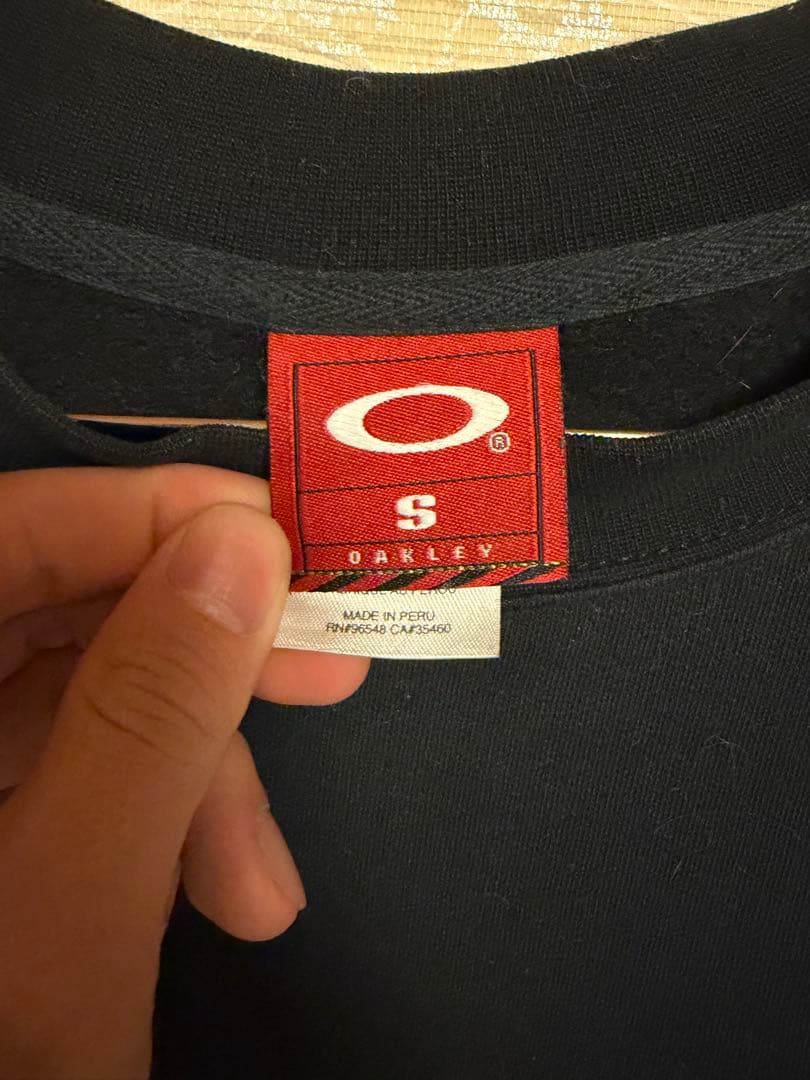 ®
S
OAKLEY
MADE IN PERU
RN#96548 CA#35460